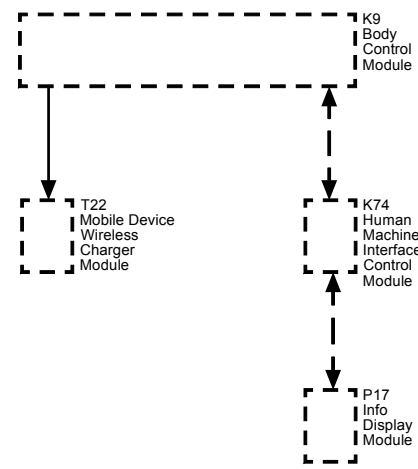 K9
Body
Control
Module
T22
Mobile Device
Wireless
Charger
Module
K74
Human
Machine
Interface
Control
Module
P17
Info
Display
Module